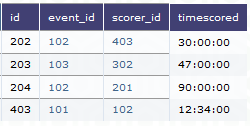 id event_id scorer_id timescored
202 102 403 30:00:00
203 103 302 47:00:00
204 102 201 90:00:00
403 101 102 12:34:00